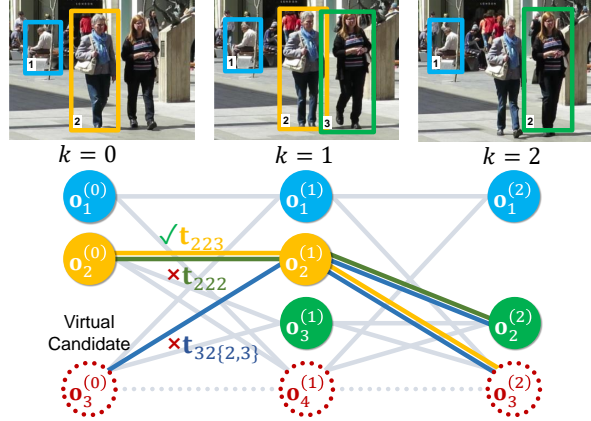 1
2
1
2
3
1
2
k = 0
k = 1
k = 2
o₁⁽⁰⁾
o₁⁽¹⁾
o₁⁽²⁾
✓t₂₂₃
o₂⁽⁰⁾
o₂⁽¹⁾
×t₂₂₂
Virtual
Candidate
o₃⁽¹⁾
o₂⁽²⁾
×t₃₂{₂,₃}
o₃⁽⁰⁾
o₄⁽¹⁾
o₃⁽²⁾